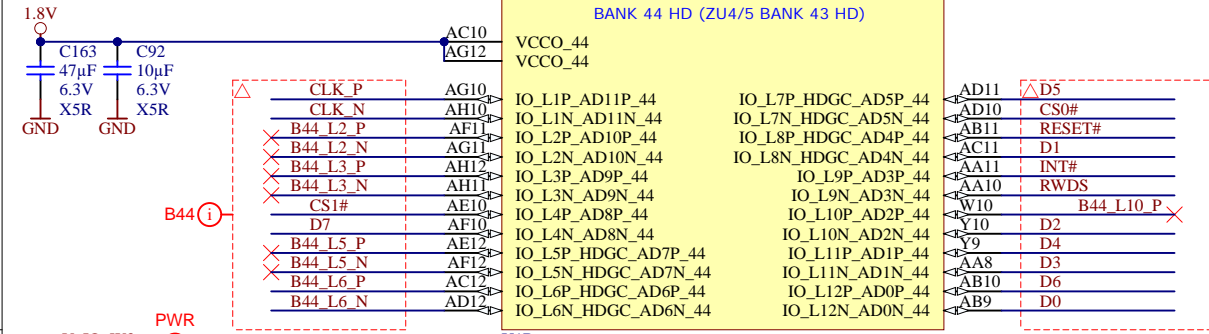 1.8V
BANK 44 HD (ZU4/5 BANK 43 HD)
C163
47µF
6.3V
X5R
GND
C92
10µF
6.3V
X5R
GND
AC10 VCCO_44
AG12 VCCO_44
CLK_P AG10 IO_L1P_AD11P_44
CLK_N AH10 IO_L1N_AD11N_44
B44_L2_P AF11 IO_L2P_AD10P_44
B44_L2_N AG11 IO_L2N_AD10N_44
B44_L3_P AH12 IO_L3P_AD9P_44
B44_L3_N AH11 IO_L3N_AD9N_44
CS1# AE10 IO_L4P_AD8P_44
D7 AF10 IO_L4N_AD8N_44
B44_L5_P AE12 IO_L5P_HDGC_AD7P_44
B44_L5_N AF12 IO_L5N_HDGC_AD7N_44
B44_L6_P AC12 IO_L6P_HDGC_AD6P_44
B44_L6_N AD12 IO_L6N_HDGC_AD6N_44
IO_L7P_HDGC_AD5P_44 AD11 D5
IO_L7N_HDGC_AD5N_44 AD10 CS0#
IO_L8P_HDGC_AD4P_44 AB11 RESET#
IO_L8N_HDGC_AD4N_44 AC11 D1
IO_L9P_AD3P_44 AA11 INT#
IO_L9N_AD3N_44 AA10 RWDS
IO_L10P_AD2P_44 W10 B44_L10_P
IO_L10N_AD2N_44 Y10 D2
IO_L11P_AD1P_44 Y9 D4
IO_L11N_AD1N_44 AA8 D3
IO_L12P_AD0P_44 AB10 D6
IO_L12N_AD0N_44 AB9 D0
B44 i
PWR